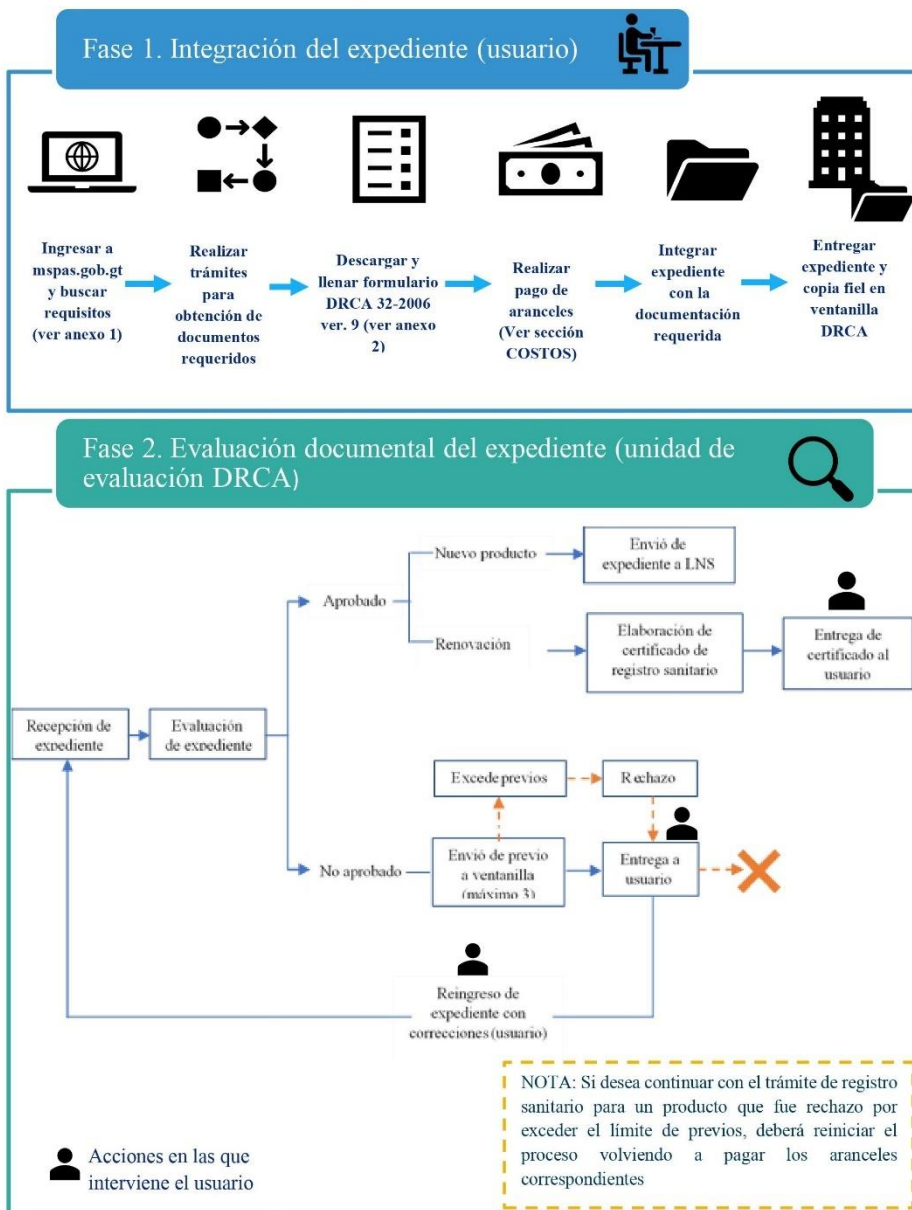 Fase 1. Integración del expediente (usuario)
Ingresar a
mspas.gob.gt
y buscar
requisitos
(ver anexo 1)
Realizar
trámites
para
obtención de
documentos
requeridos
Descargar y
llenar formulario
DRCA 32-2006
ver. 9 (ver anexo
2)
Realizar
pago de
aranceles
(Ver sección
COSTOS)
Integrar
expediente
con la
documentación
requerida
Entregar
expediente y
copia fiel en
ventanilla
DRCA
Fase 2. Evaluación documental del expediente (unidad de
evaluación DRCA)
Nuevo producto
Envió de
expediente a LNS
Aprobado
Renovación
Elaboración de
certificado de
registro sanitario
Entrega de
certificado al
usuario
Recepción de
expediente
Evaluación
de expediente
Excede previos
Rechazo
No aprobado
Envió de previo
a ventanilla
(máximo 3)
Entrega a
usuario
Reingreso de
expediente con
correcciones (usuario)
NOTA: Si desea continuar con el trámite de registro
sanitario para un producto que fue rechazo por
exceder el límite de previos, deberá reiniciar el
proceso volviendo a pagar los aranceles
correspondientes
Acciones en las que
interviene el usuario